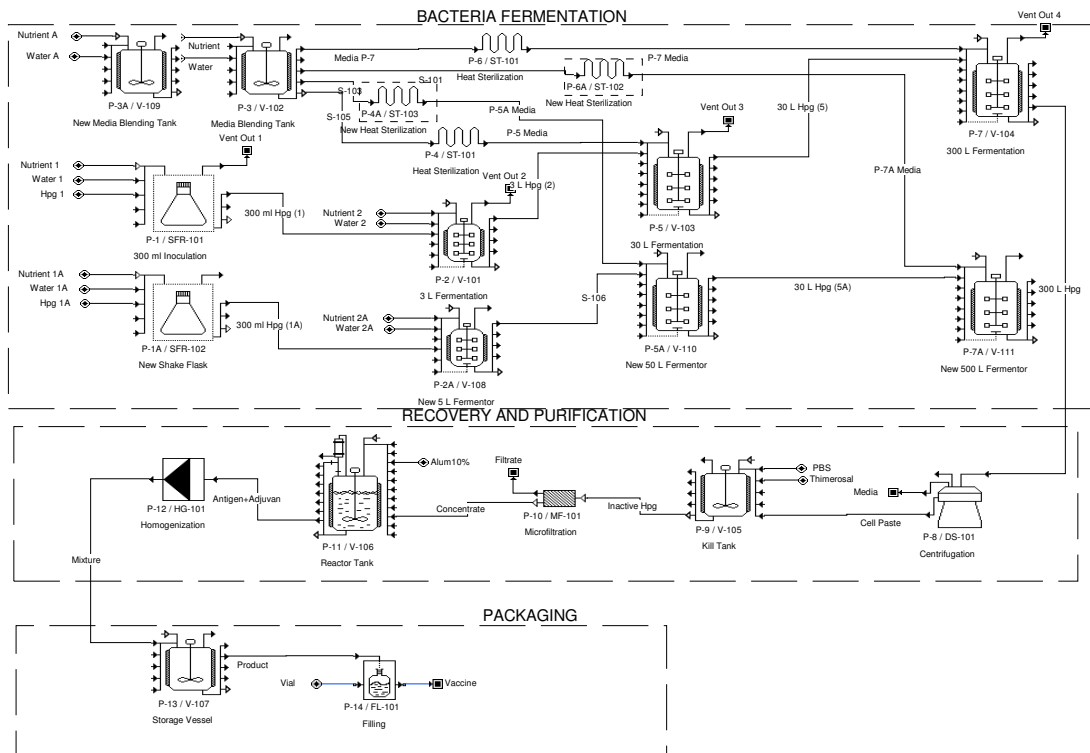 BACTERIA FERMENTATION
Vent Out 4
Nutrient A
Water A
Nutrient
Water
P-3A / V-109
New Media Blending Tank
P-3 / V-102
Media Blending Tank
Media P-7
P-6 / ST-101
Heat Sterilization
P-7 Media
P-6A / ST-102
New Heat Sterilization
S-101
S-103
P-4A / ST-103
New Heat Sterilization
S-105
P-5A Media
P-4 / ST-101
Heat Sterilization
P-5 Media
Vent Out 3
30 L Hpg (5)
P-7 / V-104
300 L Fermentation
Vent Out 1
Nutrient 1
Water 1
Hpg 1
P-1 / SFR-101
300 ml Inoculation
300 ml Hpg (1)
Vent Out 2
3 L Hpg (2)
Nutrient 2
Water 2
P-2 / V-101
3 L Fermentation
P-5 / V-103
30 L Fermentation
P-7A Media
Nutrient 1A
Water 1A
Hpg 1A
P-1A / SFR-102
New Shake Flask
300 ml Hpg (1A)
Nutrient 2A
Water 2A
P-2A / V-108
New 5 L Fermentor
S-106
P-5A / V-110
New 50 L Fermentor
30 L Hpg (5A)
P-7A / V-111
New 500 L Fermentor
300 L Hpg
RECOVERY AND PURIFICATION
P-12 / HG-101
Homogenization
Antigen+Adjuvan
Alum10%
P-11 / V-106
Reactor Tank
Concentrate
Filtrate
P-10 / MF-101
Microfiltration
Inactive Hpg
PBS
Thimerosal
P-9 / V-105
Kill Tank
Media
Cell Paste
P-8 / DS-101
Centrifugation
Mixture
PACKAGING
Product
P-13 / V-107
Storage Vessel
Vial
Vaccine
P-14 / FL-101
Filling